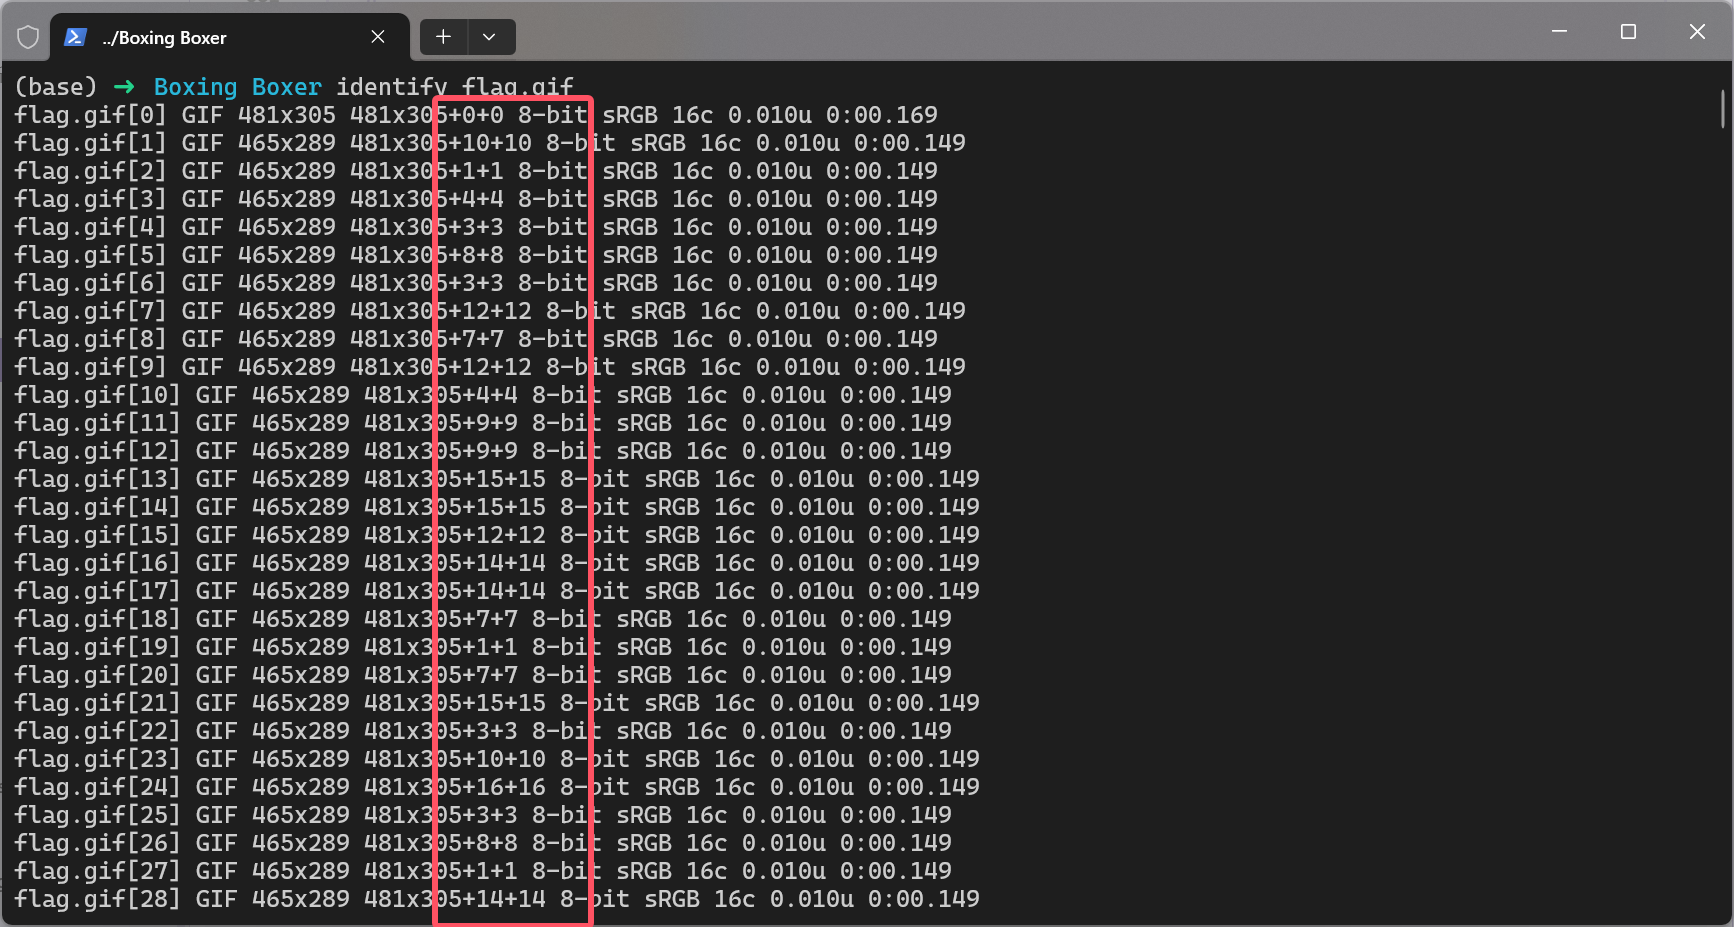 ../Boxing Boxer
(base) ➜ Boxing Boxer identify flag.gif
flag.gif[0] GIF 481x305 481x305+0+0 8-bit sRGB 16c 0.010u 0:00.169
flag.gif[1] GIF 465x289 481x305+10+10 8-bit sRGB 16c 0.010u 0:00.149
flag.gif[2] GIF 465x289 481x305+1+1 8-bit sRGB 16c 0.010u 0:00.149
flag.gif[3] GIF 465x289 481x305+4+4 8-bit sRGB 16c 0.010u 0:00.149
flag.gif[4] GIF 465x289 481x305+3+3 8-bit sRGB 16c 0.010u 0:00.149
flag.gif[5] GIF 465x289 481x305+8+8 8-bit sRGB 16c 0.010u 0:00.149
flag.gif[6] GIF 465x289 481x305+3+3 8-bit sRGB 16c 0.010u 0:00.149
flag.gif[7] GIF 465x289 481x305+12+12 8-bit sRGB 16c 0.010u 0:00.149
flag.gif[8] GIF 465x289 481x305+7+7 8-bit sRGB 16c 0.010u 0:00.149
flag.gif[9] GIF 465x289 481x305+12+12 8-bit sRGB 16c 0.010u 0:00.149
flag.gif[10] GIF 465x289 481x305+4+4 8-bit sRGB 16c 0.010u 0:00.149
flag.gif[11] GIF 465x289 481x305+9+9 8-bit sRGB 16c 0.010u 0:00.149
flag.gif[12] GIF 465x289 481x305+9+9 8-bit sRGB 16c 0.010u 0:00.149
flag.gif[13] GIF 465x289 481x305+15+15 8-bit sRGB 16c 0.010u 0:00.149
flag.gif[14] GIF 465x289 481x305+15+15 8-bit sRGB 16c 0.010u 0:00.149
flag.gif[15] GIF 465x289 481x305+12+12 8-bit sRGB 16c 0.010u 0:00.149
flag.gif[16] GIF 465x289 481x305+14+14 8-bit sRGB 16c 0.010u 0:00.149
flag.gif[17] GIF 465x289 481x305+14+14 8-bit sRGB 16c 0.010u 0:00.149
flag.gif[18] GIF 465x289 481x305+7+7 8-bit sRGB 16c 0.010u 0:00.149
flag.gif[19] GIF 465x289 481x305+1+1 8-bit sRGB 16c 0.010u 0:00.149
flag.gif[20] GIF 465x289 481x305+7+7 8-bit sRGB 16c 0.010u 0:00.149
flag.gif[21] GIF 465x289 481x305+15+15 8-bit sRGB 16c 0.010u 0:00.149
flag.gif[22] GIF 465x289 481x305+3+3 8-bit sRGB 16c 0.010u 0:00.149
flag.gif[23] GIF 465x289 481x305+10+10 8-bit sRGB 16c 0.010u 0:00.149
flag.gif[24] GIF 465x289 481x305+16+16 8-bit sRGB 16c 0.010u 0:00.149
flag.gif[25] GIF 465x289 481x305+3+3 8-bit sRGB 16c 0.010u 0:00.149
flag.gif[26] GIF 465x289 481x305+8+8 8-bit sRGB 16c 0.010u 0:00.149
flag.gif[27] GIF 465x289 481x305+1+1 8-bit sRGB 16c 0.010u 0:00.149
flag.gif[28] GIF 465x289 481x305+14+14 8-bit sRGB 16c 0.010u 0:00.149